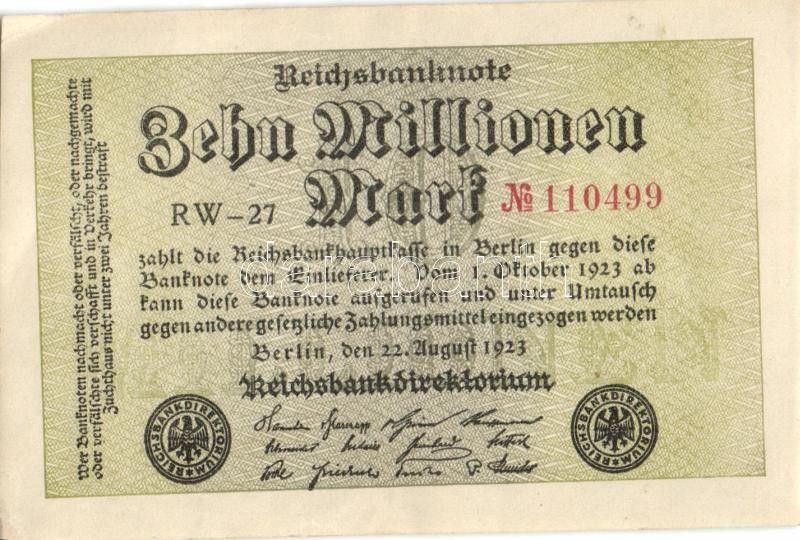 Reichsbanknote
Zehn Millionen
Mark
RW-27
№ 110499
zahlt die Reichsbankhauptkasse in Berlin gegen diese
Banknote dem Einlieferer. Vom 1. Oktober 1923 ab
kann diese Banknote aufgerufen und unter Umtausch
gegen andere gesetzliche Zahlungsmittel eingezogen werden
Berlin, den 22. August 1923
Reichsbankdirektorium
REICHSBANKDIREKTORIUM
REICHSBANKDIREKTORIUM
Wer Banknoten nachmacht oder verfälscht, oder nachgemachte
oder verfälschte sich verschafft und in Verkehr bringt, wird mit
Zuchthaus nicht unter zwei Jahren bestraft